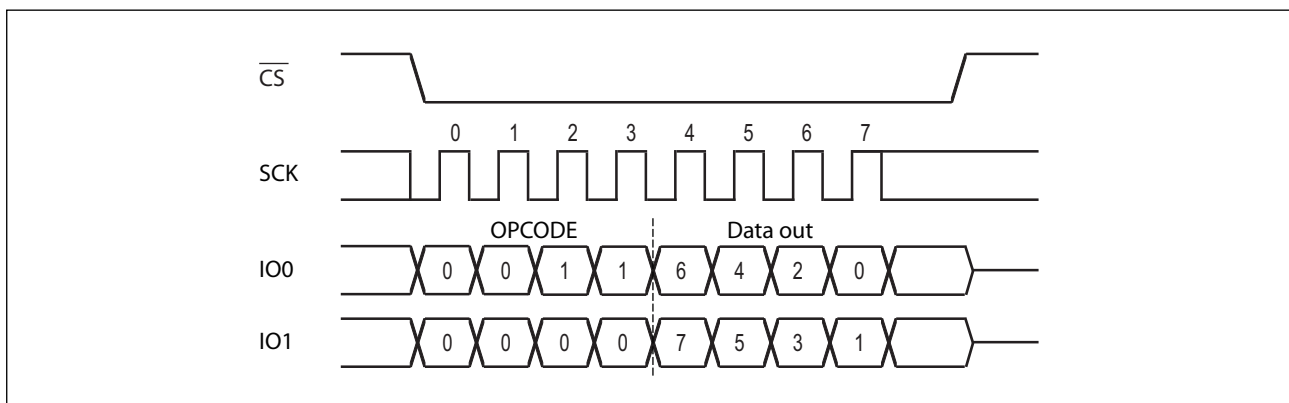 CS
0 1 2 3 4 5 6 7
SCK
OPCODE Data out
IO0 0 0 1 1 6 4 2 0
IO1 0 0 0 0 7 5 3 1